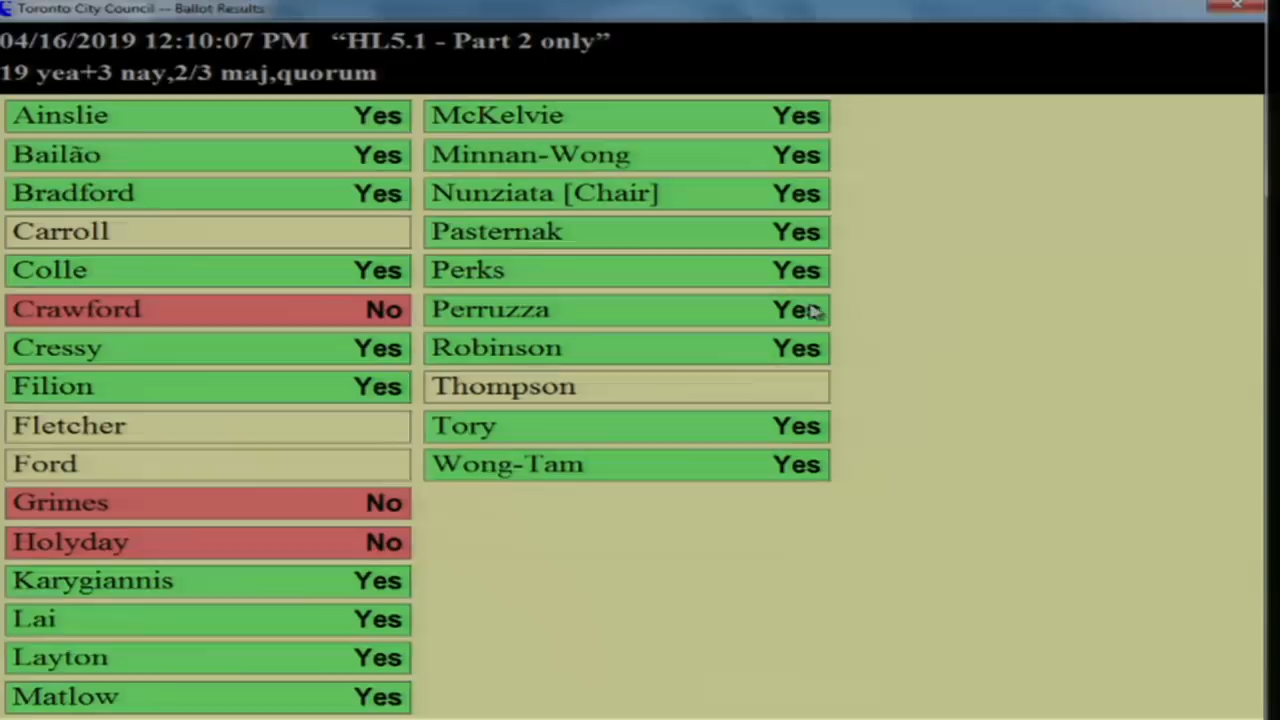 Toronto City Council -- Ballot Results
04/16/2019 12:10:07 PM “HL5.1 - Part 2 only”
19 yea+3 nay,2/3 maj,quorum
Ainslie Yes
Bailão Yes
Bradford Yes
Carroll
Colle Yes
Crawford No
Cressy Yes
Filion Yes
Fletcher
Ford
Grimes No
Holyday No
Karygiannis Yes
Lai Yes
Layton Yes
Matlow Yes
McKelvie Yes
Minnan-Wong Yes
Nunziata [Chair] Yes
Pasternak Yes
Perks Yes
Perruzza Yes
Robinson Yes
Thompson
Tory Yes
Wong-Tam Yes